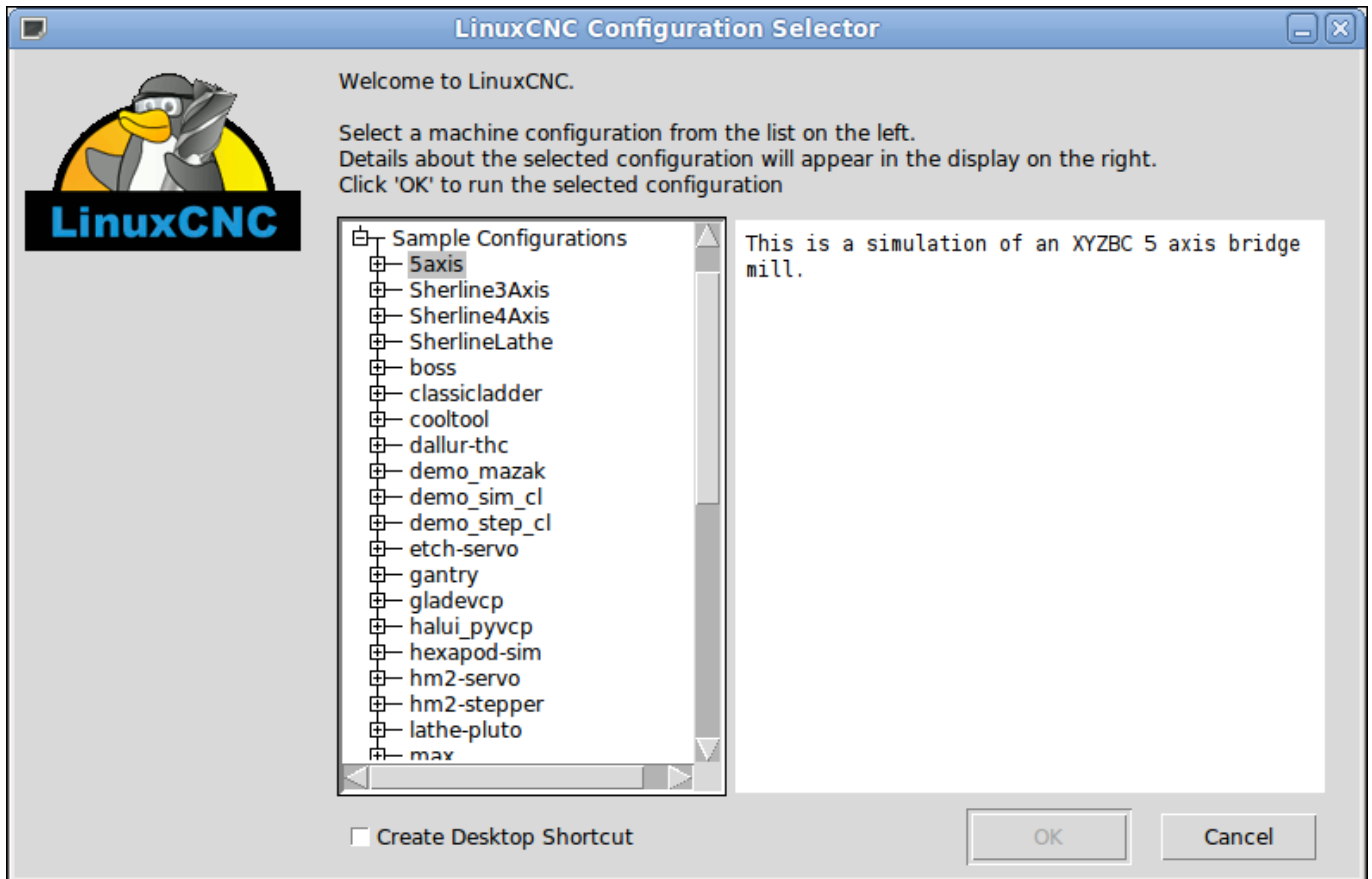 LinuxCNC Configuration Selector
LinuxCNC
Welcome to LinuxCNC.
Select a machine configuration from the list on the left.
Details about the selected configuration will appear in the display on the right.
Click 'OK' to run the selected configuration
Sample Configurations
5axis
Sherline3Axis
Sherline4Axis
SherlineLathe
boss
classicladder
cooltool
dallur-thc
demo_mazak
demo_sim_cl
demo_step_cl
etch-servo
gantry
gladevcp
halui_pyvcp
hexapod-sim
hm2-servo
hm2-stepper
lathe-pluto
max
This is a simulation of an XYZBC 5 axis bridge
mill.
Create Desktop Shortcut
OK
Cancel